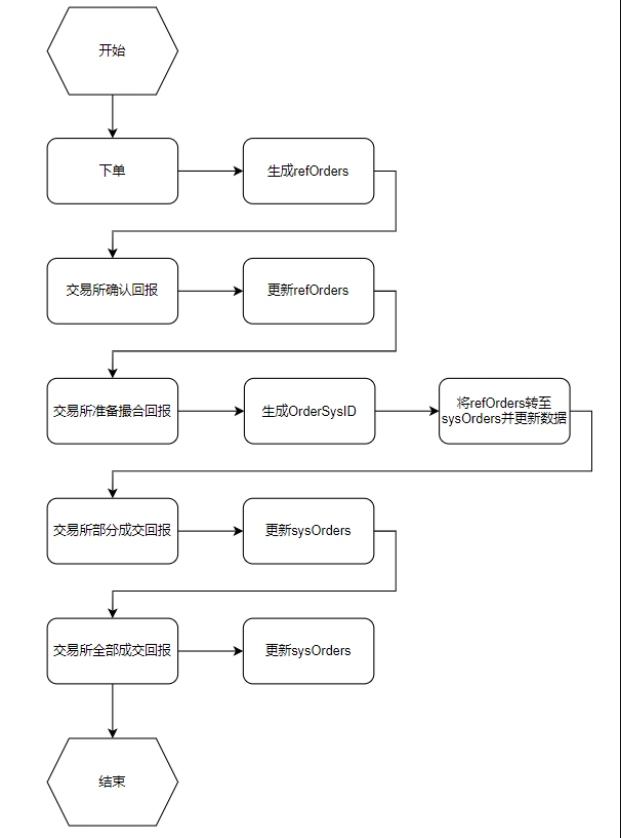 开始
下单
生成refOrders
交易所确认回报
更新refOrders
交易所准备撮合回报
生成OrderSysID
将refOrders转至
sysOrders并更新数据
交易所部分成交回报
更新sysOrders
交易所全部成交回报
更新sysOrders
结束